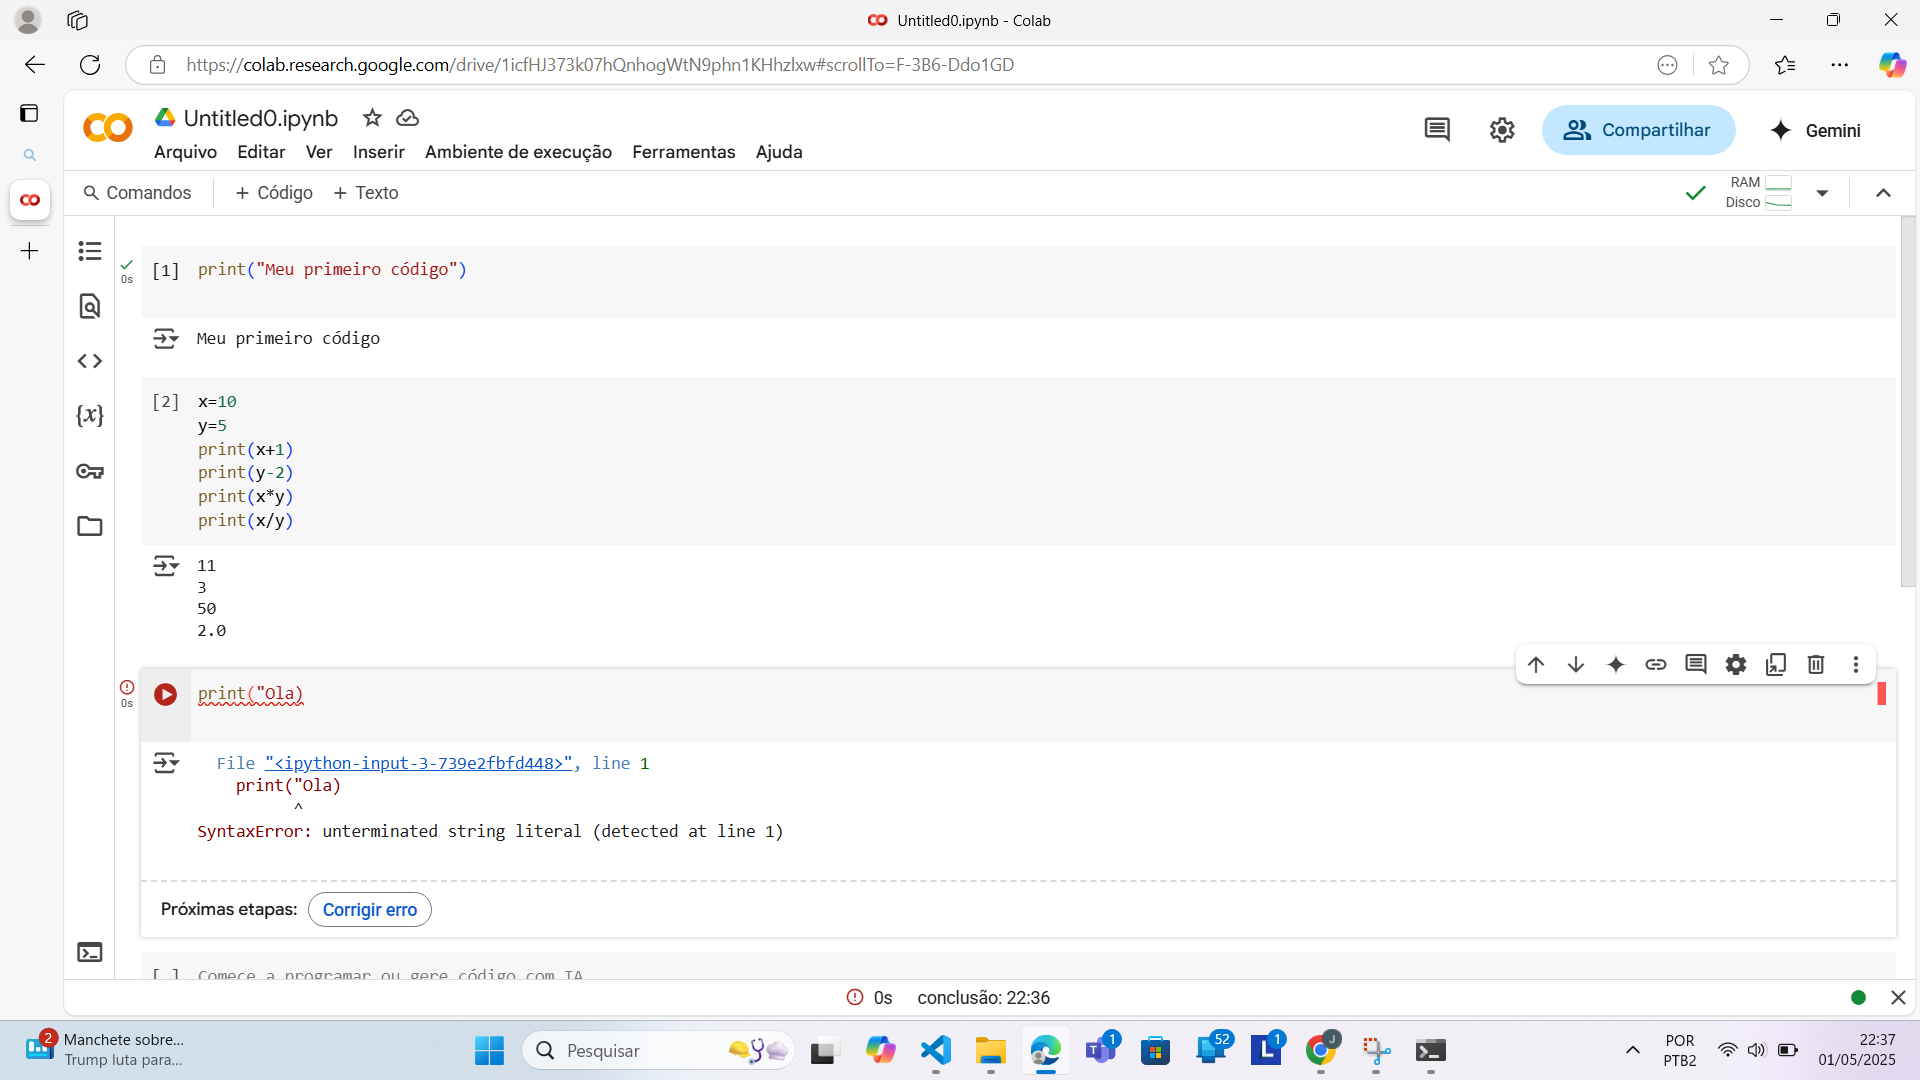 Untitled0.ipynb - Colab
https://colab.research.google.com/drive/1icfHJ373k07hQnhogWtN9phn1KHhzlxw#scrollTo=F-3B6-Ddo1GD
Untitled0.ipynb
Compartilhar
Gemini
Arquivo Editar Ver Inserir Ambiente de execução Ferramentas Ajuda
Comandos + Código + Texto
RAM
Disco
[1] print("Meu primeiro código")
0s
Meu primeiro código
[2] x=10
y=5
print(x+1)
print(y-2)
print(x*y)
print(x/y)
11
3
50
2.0
print("Ola)
0s
File "<ipython-input-3-739e2fbfd448>", line 1
print("Ola)
^
SyntaxError: unterminated string literal (detected at line 1)
Próximas etapas: Corrigir erro
[ ] Comece a programar ou gere código com IA.
0s conclusão: 22:36
2
Manchete sobre...
Trump luta para...
Pesquisar
1
52
1
J
POR
PTB2
22:37
01/05/2025